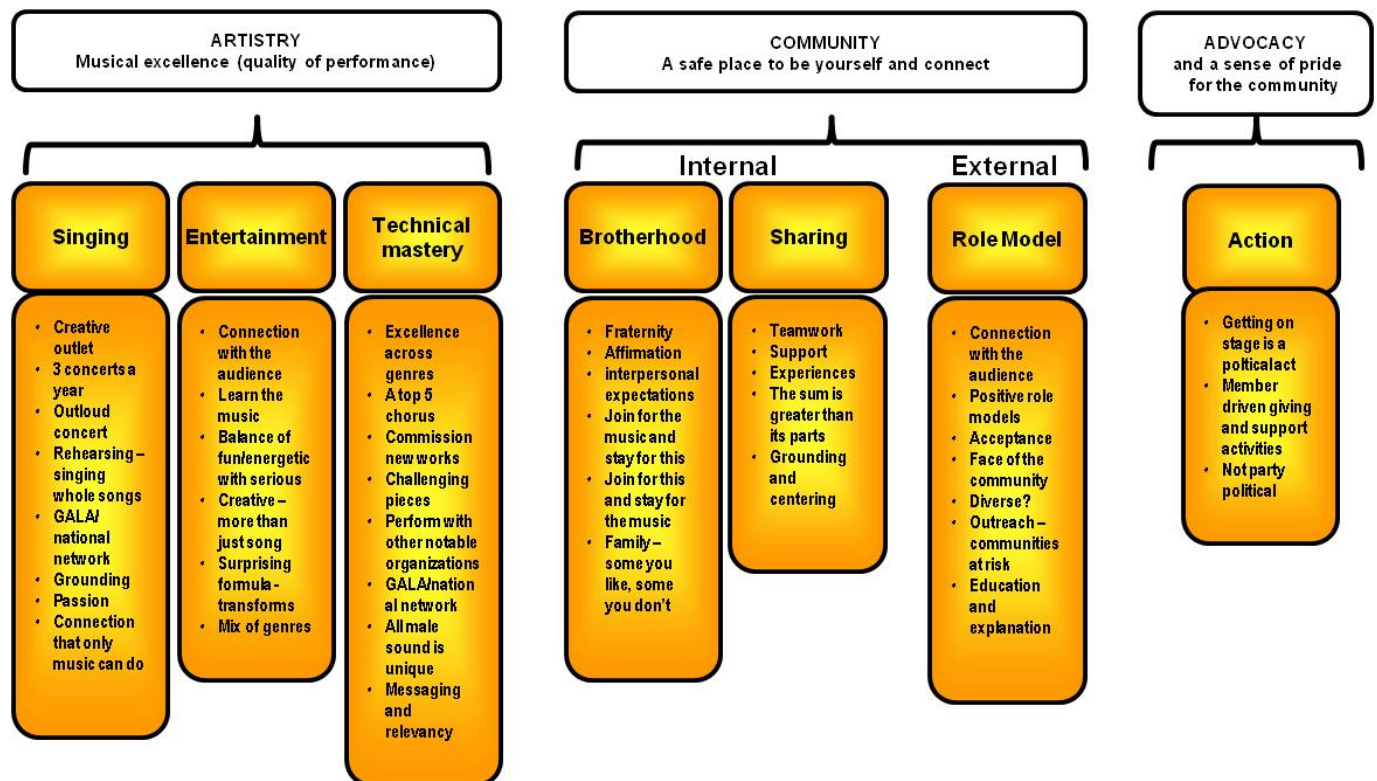 ARTISTRY
Musical excellence (quality of performance)
COMMUNITY
A safe place to be yourself and connect
ADVOCACY
and a sense of pride
for the community
Internal
External
Singing
• Creative
outlet
• 3 concerts a
year
• Outloud
concert
• Rehearsing –
singing
whole songs
• GALA/
national
network
• Grounding
• Passion
• Connection
that only
music can do
Entertainment
• Connection
with the
audience
• Learn the
music
• Balance of
fun/energetic
with serious
• Creative –
more than
just song
• Surprising
formula -
transforms
• Mix of genres
Technical
mastery
• Excellence
across
genres
• A top 5
chorus
• Commission
new works
• Challenging
pieces
• Perform with
other notable
organizations
• GALA/nation
al network
• All male
sound is
unique
• Messaging
and
relevancy
Brotherhood
• Fraternity
• Affirmation
• interpersonal
expectations
• Join for the
music and
stay for this
• Join for this
and stay for
the music
• Family –
some you
like, some
you don't
Sharing
• Teamwork
• Support
• Experiences
• The sum is
greater than
its parts
• Grounding
and
centering
Role Model
• Connection
with the
audience
• Positive role
models
• Acceptance
• Face of the
community
• Diverse?
• Outreach –
communities
at risk
• Education
and
explanation
Action
• Getting on
stage is a
poltical act
• Member
driven giving
and support
activities
• Not party
political